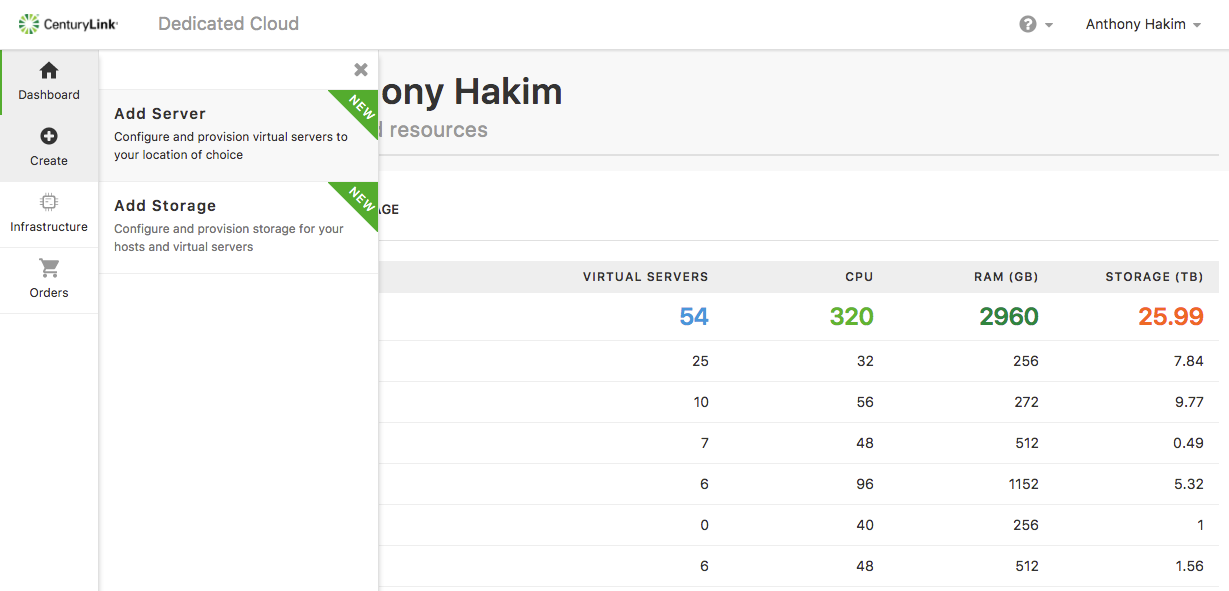 CenturyLink Dedicated Cloud Anthony Hakim
Dashboard
Create
Infrastructure
Orders
Add Server NEW
Configure and provision virtual servers to
your location of choice
Add Storage NEW
Configure and provision storage for your
hosts and virtual servers
ony Hakim
resources
VIRTUAL SERVERS CPU RAM (GB) STORAGE (TB)
54 320 2960 25.99
25 32 256 7.84
10 56 272 9.77
7 48 512 0.49
6 96 1152 5.32
0 40 256 1
6 48 512 1.56